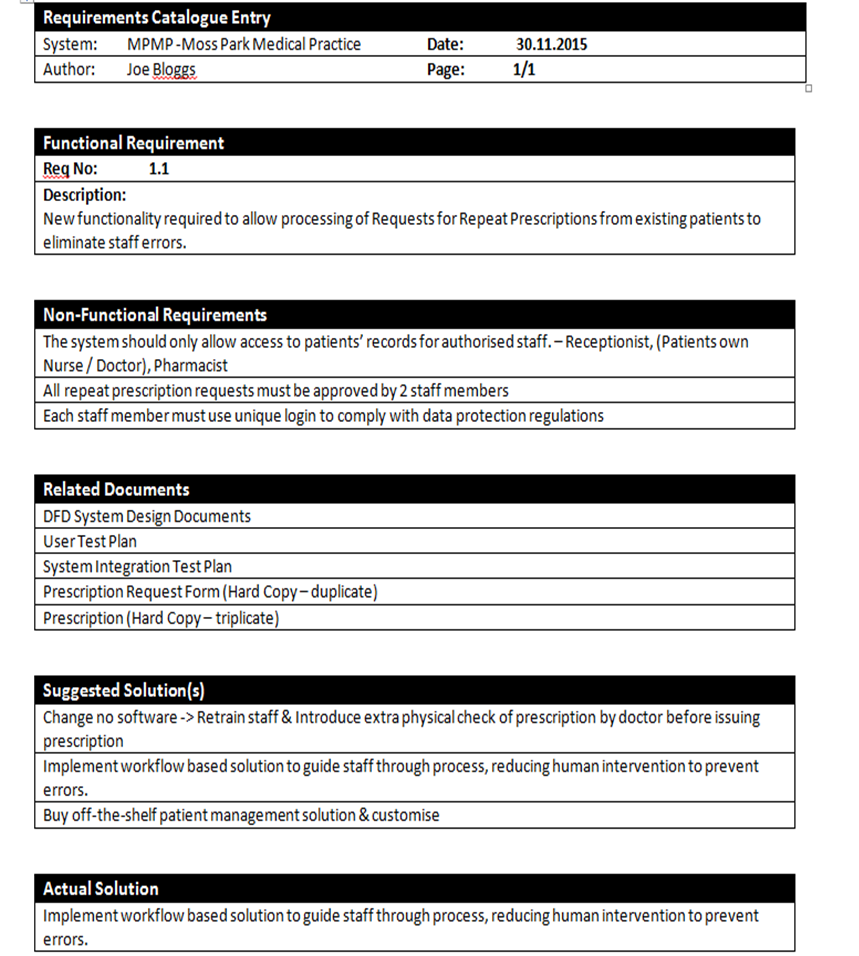 Requirements Catalogue Entry
System: MPMP -Moss Park Medical Practice Date: 30.11.2015
Author: Joe Bloggs Page: 1/1
Functional Requirement
Req No: 1.1
Description:
New functionality required to allow processing of Requests for Repeat Prescriptions from existing patients to
eliminate staff errors.
Non-Functional Requirements
The system should only allow access to patients’ records for authorised staff. – Receptionist, (Patients own
Nurse / Doctor), Pharmacist
All repeat prescription requests must be approved by 2 staff members
Each staff member must use unique login to comply with data protection regulations
Related Documents
DFD System Design Documents
User Test Plan
System Integration Test Plan
Prescription Request Form (Hard Copy – duplicate)
Prescription (Hard Copy – triplicate)
Suggested Solution(s)
Change no software -> Retrain staff & Introduce extra physical check of prescription by doctor before issuing
prescription
Implement workflow based solution to guide staff through process, reducing human intervention to prevent
errors.
Buy off-the-shelf patient management solution & customise
Actual Solution
Implement workflow based solution to guide staff through process, reducing human intervention to prevent
errors.